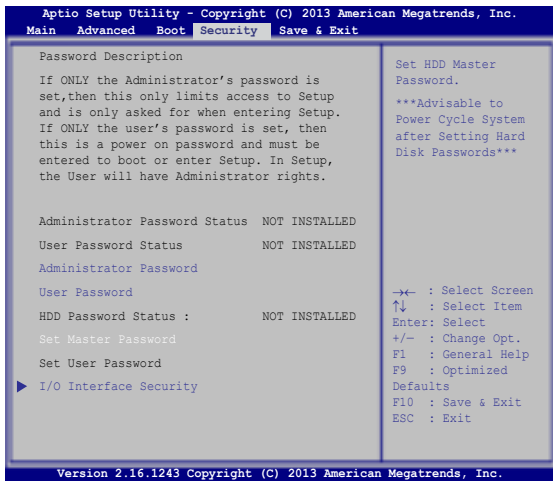 Aptio Setup Utility - Copyright (C) 2013 American Megatrends, Inc.
Main Advanced Boot Security Save & Exit
Password Description
If ONLY the Administrator's password is
set,then this only limits access to Setup
and is only asked for when entering Setup.
If ONLY the user's password is set, then
this is a power on password and must be
entered to boot or enter Setup. In Setup,
the User will have Administrator rights.
Administrator Password Status NOT INSTALLED
User Password Status NOT INSTALLED
Administrator Password
User Password
HDD Password Status : NOT INSTALLED
Set Master Password
Set User Password
I/O Interface Security
Set HDD Master
Password.
***Advisable to
Power Cycle System
after Setting Hard
Disk Passwords***
→← : Select Screen
↑↓ : Select Item
Enter: Select
+/— : Change Opt.
F1 : General Help
F9 : Optimized
Defaults
F10 : Save & Exit
ESC : Exit
Version 2.16.1243 Copyright (C) 2013 American Megatrends, Inc.